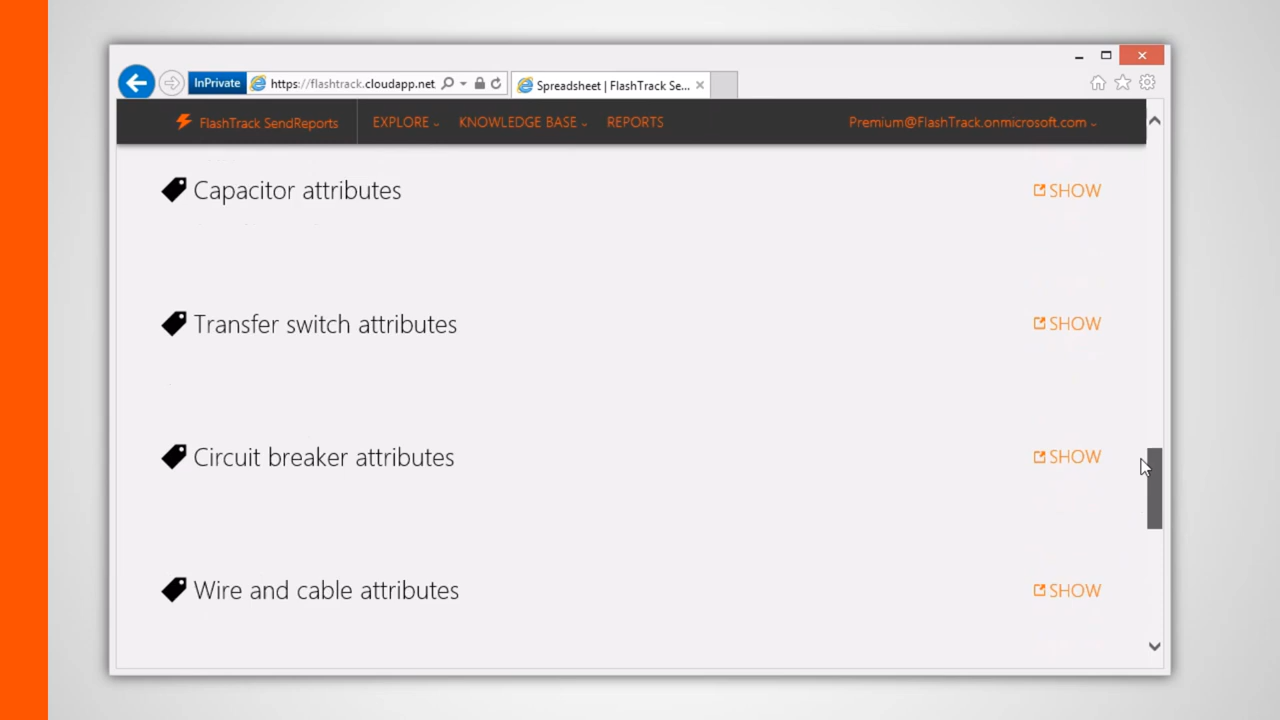 InPrivate https://flashtrack.cloudapp.net Spreadsheet | FlashTrack Se...
FlashTrack SendReports EXPLORE KNOWLEDGE BASE REPORTS Premium@FlashTrack.onmicrosoft.com
Capacitor attributes SHOW
Transfer switch attributes SHOW
Circuit breaker attributes SHOW
Wire and cable attributes SHOW